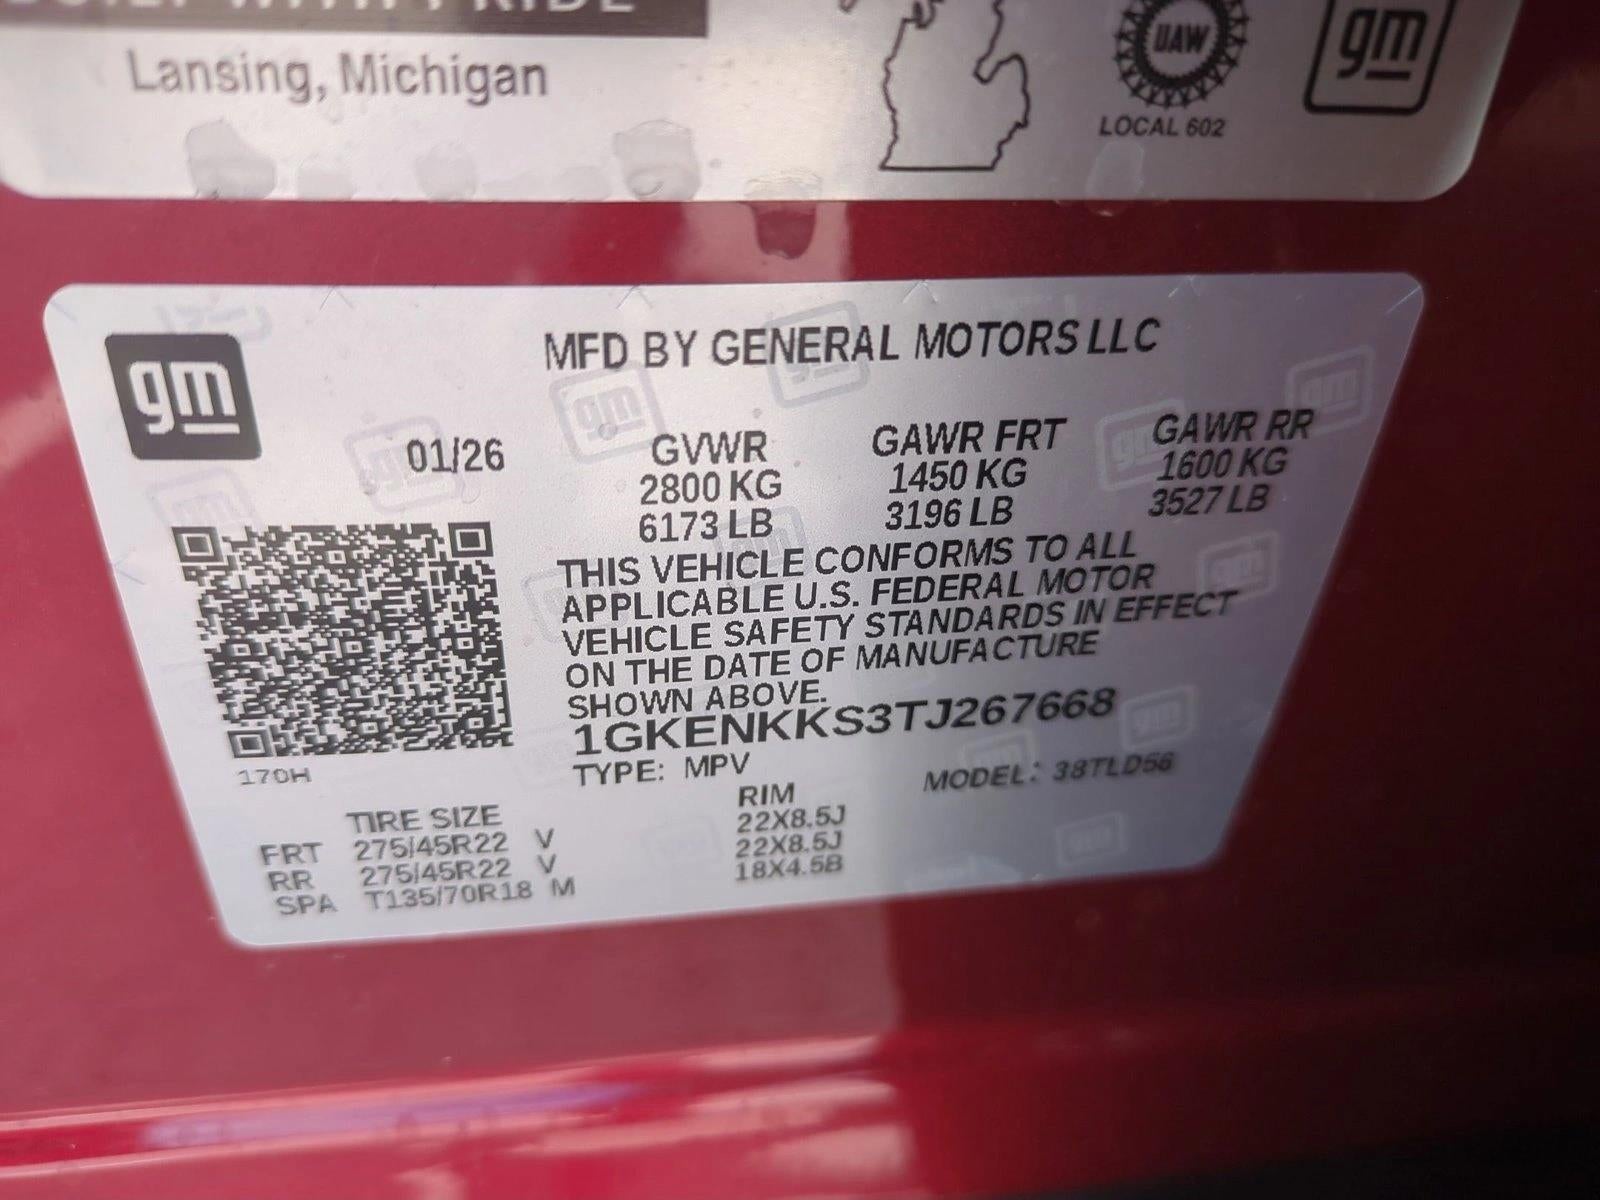 BUILT WITH PRIDE
Lansing, Michigan
UAW
LOCAL 602
gm
gm
MFD BY GENERAL MOTORS LLC
01/26
GVWR GAWR FRT GAWR RR
2800 KG 1450 KG 1600 KG
6173 LB 3196 LB 3527 LB
THIS VEHICLE CONFORMS TO ALL
APPLICABLE U.S. FEDERAL MOTOR
VEHICLE SAFETY STANDARDS IN EFFECT
ON THE DATE OF MANUFACTURE
SHOWN ABOVE.
1GKENKKS3TJ267668
170H
TYPE: MPV MODEL: 38TLD56
TIRE SIZE RIM
FRT 275/45R22 V 22X8.5J
RR 275/45R22 V 22X8.5J
SPA T135/70R18 M 18X4.5B